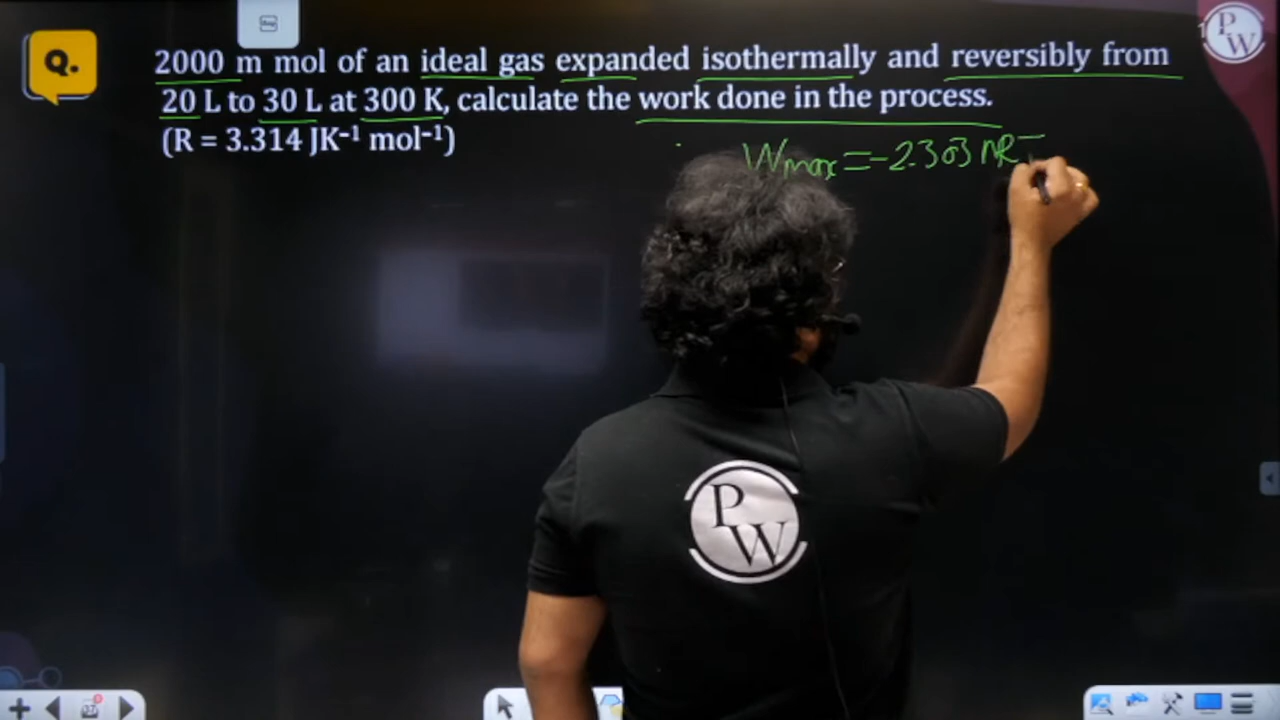 Q.
2000 m mol of an ideal gas expanded isothermally and reversibly from
20 L to 30 L at 300 K, calculate the work done in the process.
(R = 3.314 JK⁻¹ mol⁻¹)
Wmax = -2.303 nR
PW
PW